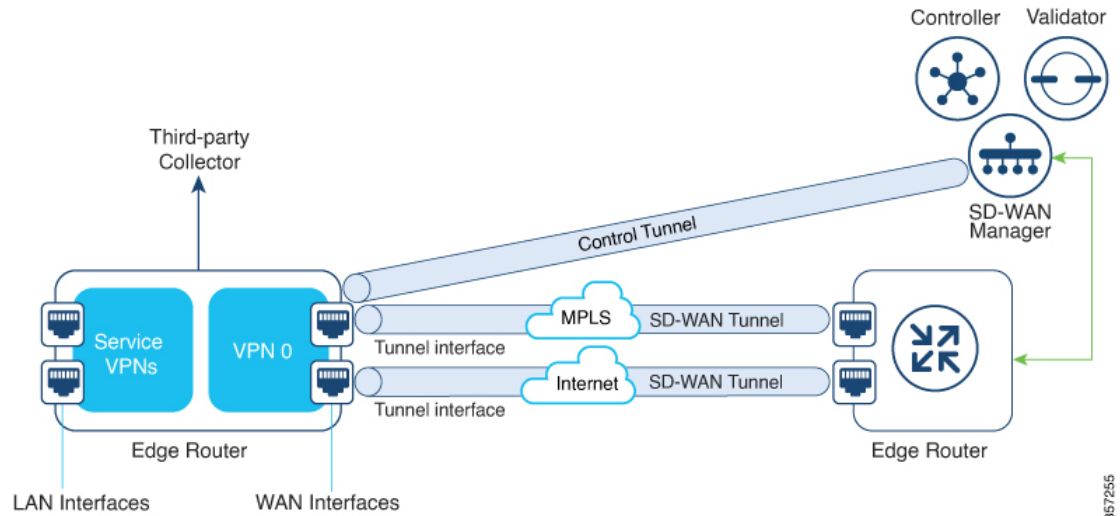 Controller
Validator
Third-party
Collector
SD-WAN
Manager
Control Tunnel
Service
VPNs
VPN 0
MPLS
SD-WAN Tunnel
Tunnel interface
Internet
SD-WAN Tunnel
Tunnel interface
Edge Router
Edge Router
LAN Interfaces
WAN Interfaces
357255